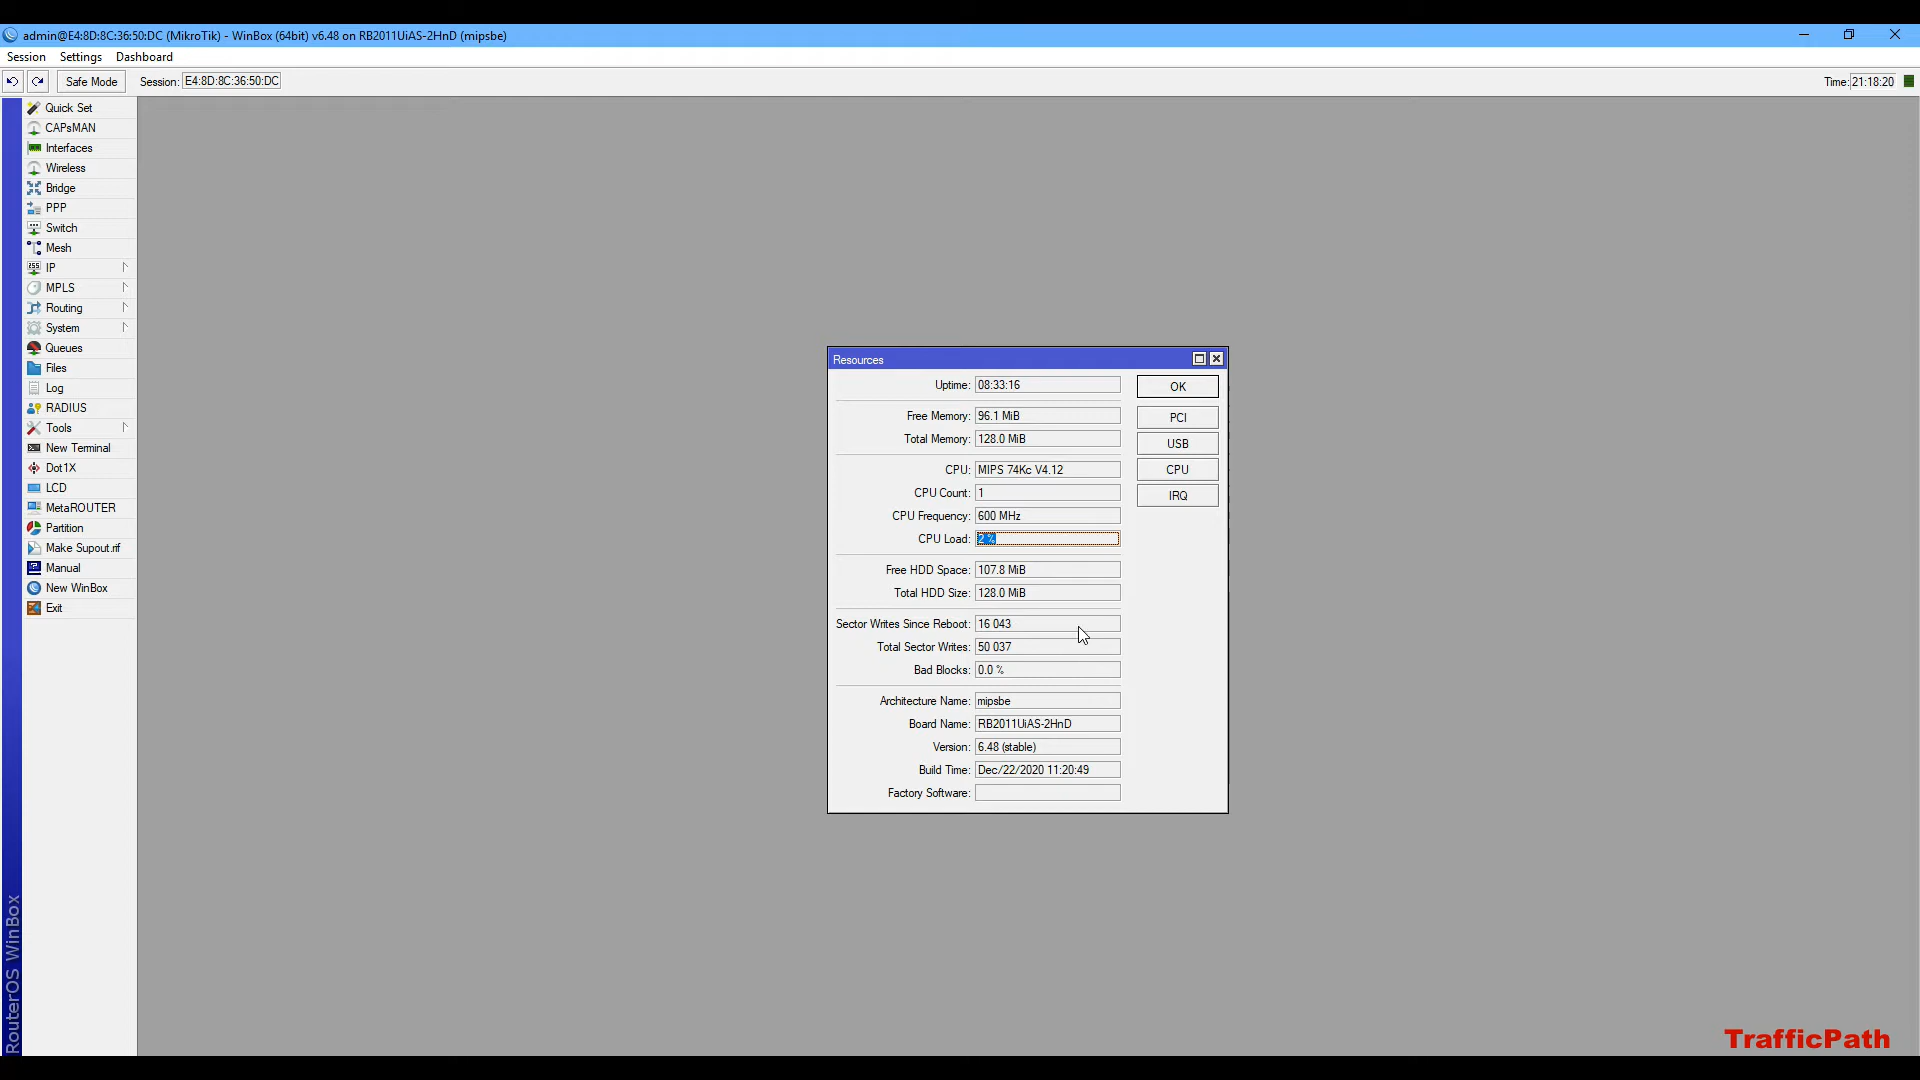 admin@E4:8D:8C:36:50:DC (MikroTik) - WinBox (64bit) v6.48 on RB2011UiAS-2HnD (mipsbe)
Session Settings Dashboard
Safe Mode Session: E4:8D:8C:36:50:DC Time: 21:18:20
Quick Set
CAPsMAN
Interfaces
Wireless
Bridge
PPP
Switch
Mesh
IP
MPLS
Routing
System
Queues
Files
Log
RADIUS
Tools
New Terminal
Dot1X
LCD
MetaROUTER
Partition
Make Supout.rif
Manual
New WinBox
Exit
RouterOS WinBox
Resources
Uptime: 08:33:16
Free Memory: 96.1 MiB
Total Memory: 128.0 MiB
CPU: MIPS 74Kc V4.12
CPU Count: 1
CPU Frequency: 600 MHz
CPU Load: 2 %
Free HDD Space: 107.8 MiB
Total HDD Size: 128.0 MiB
Sector Writes Since Reboot: 16 043
Total Sector Writes: 50 037
Bad Blocks: 0.0 %
Architecture Name: mipsbe
Board Name: RB2011UiAS-2HnD
Version: 6.48 (stable)
Build Time: Dec/22/2020 11:20:49
Factory Software:
OK
PCI
USB
CPU
IRQ
TrafficPath